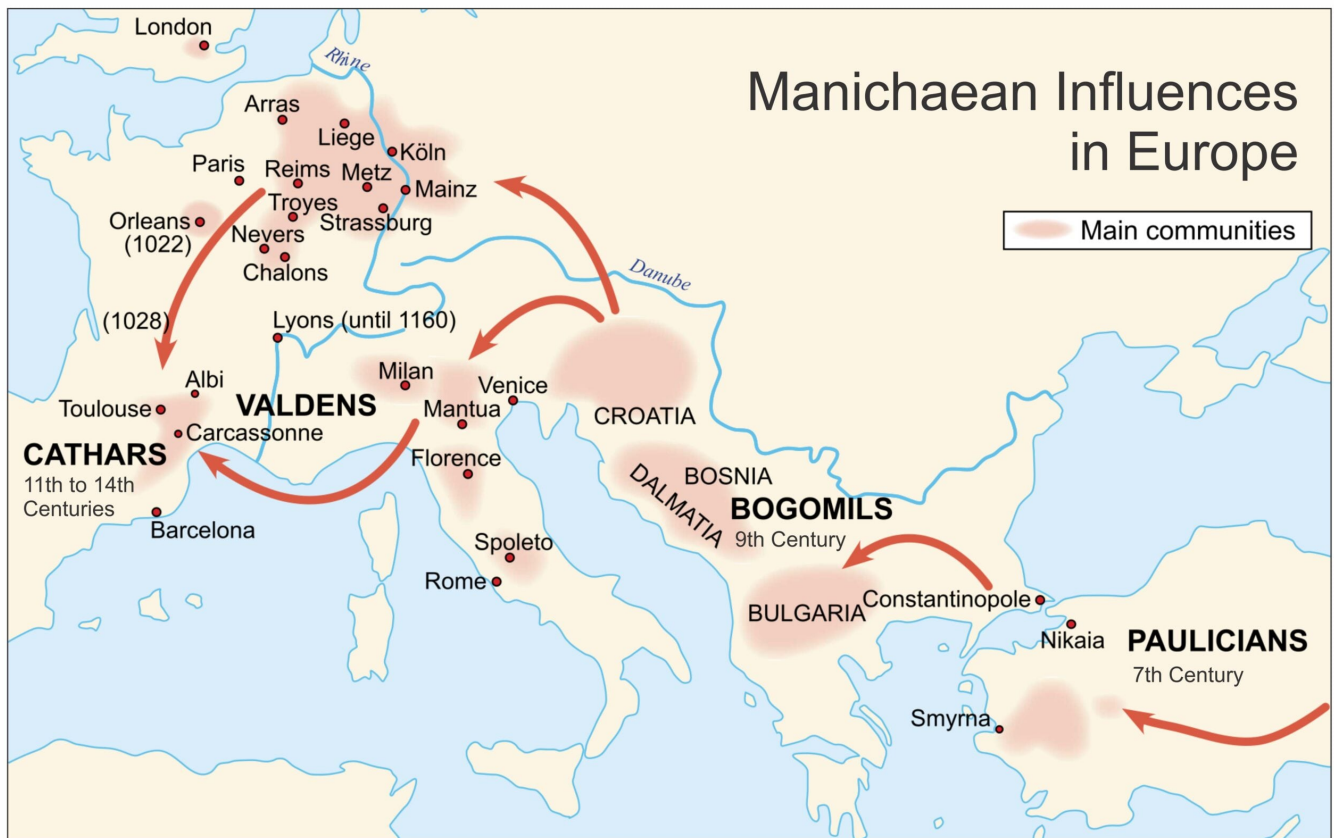 Manichaean Influences
in Europe
Main communities
London
Rhine
Arras
Liege
Köln
Paris
Reims
Metz
Mainz
Troyes
Orleans
(1022)
Strassburg
Nevers
Chalons
Danube
(1028)
Lyons (until 1160)
Albi
Milan
Venice
Toulouse
VALDENS
Mantua
CROATIA
Carcassonne
CATHARS
11th to 14th
Centuries
Florence
BOSNIA
DALMATIA
BOGOMILS
9th Century
Barcelona
Spoleto
Rome
BULGARIA
Constantinopole
Nikaia
PAULICIANS
7th Century
Smyrna